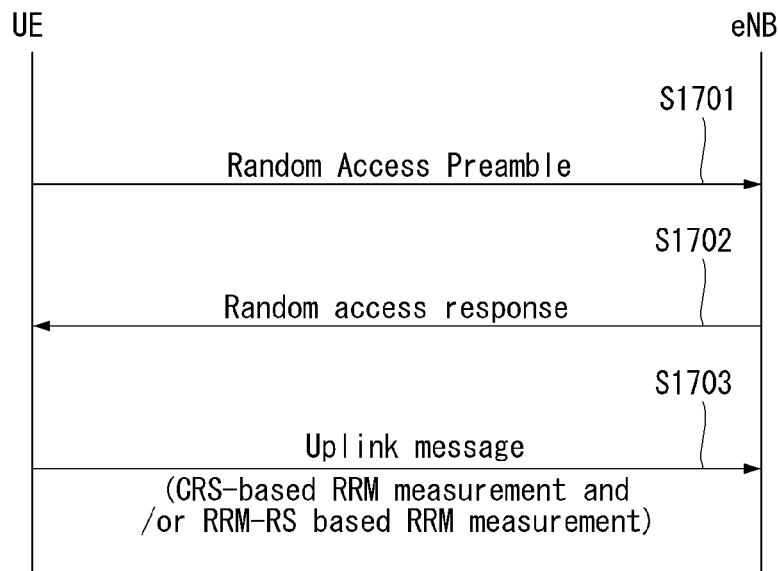 UE
eNB
S1701
Random Access Preamble
S1702
Random access response
S1703
Uplink message
(CRS-based RRM measurement and
/or RRM-RS based RRM measurement)